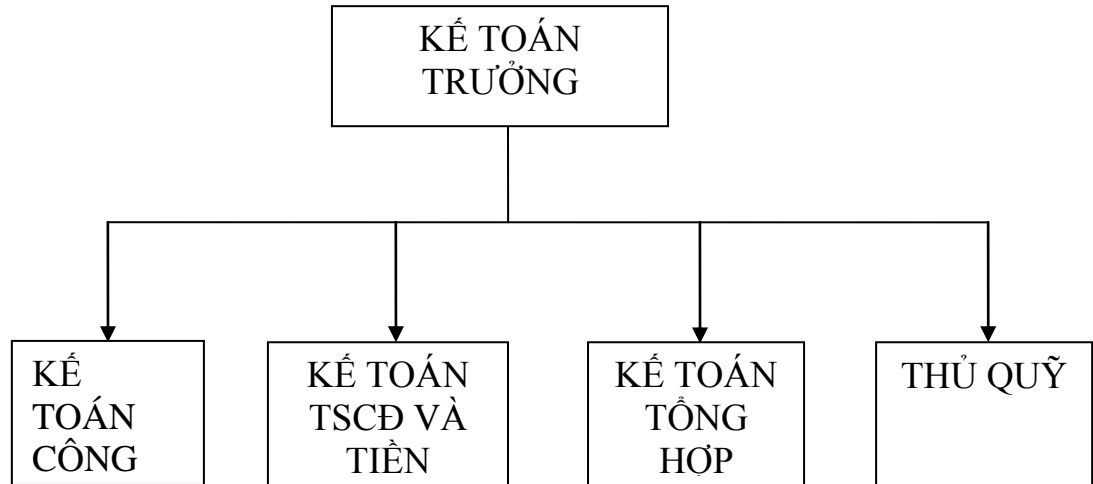 KẾ TOÁN
TRƯỞNG
KẾ
TOÁN
CÔNG
KẾ TOÁN
TSCĐ VÀ
TIỀN
KẾ TOÁN
TỔNG
HỢP
THỦ QUỸ